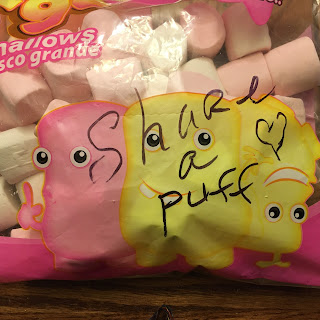 mallows
sco grande
Share
a
puff